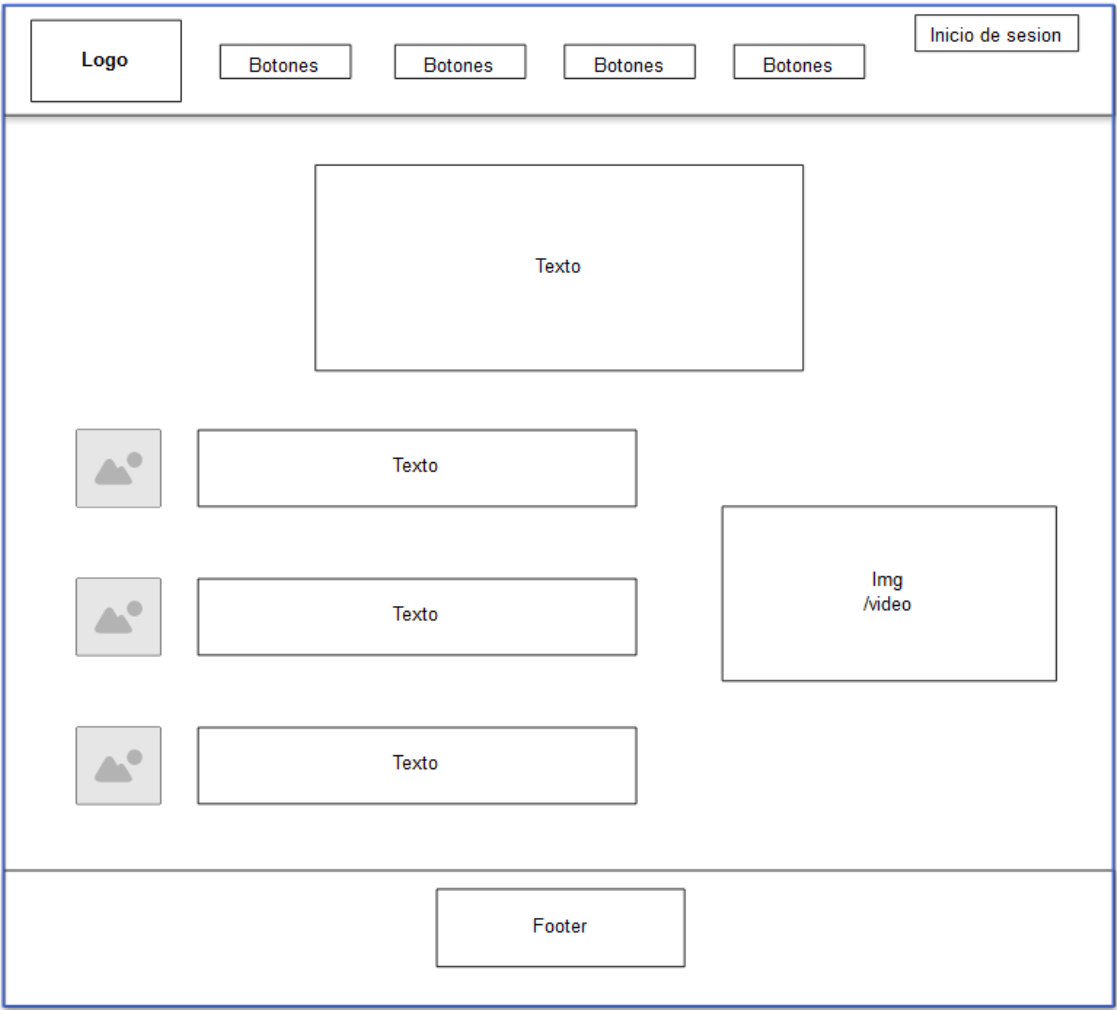 Logo
Botones
Botones
Botones
Botones
Inicio de sesion
Texto
Texto
Texto
Texto
Img
/video
Footer